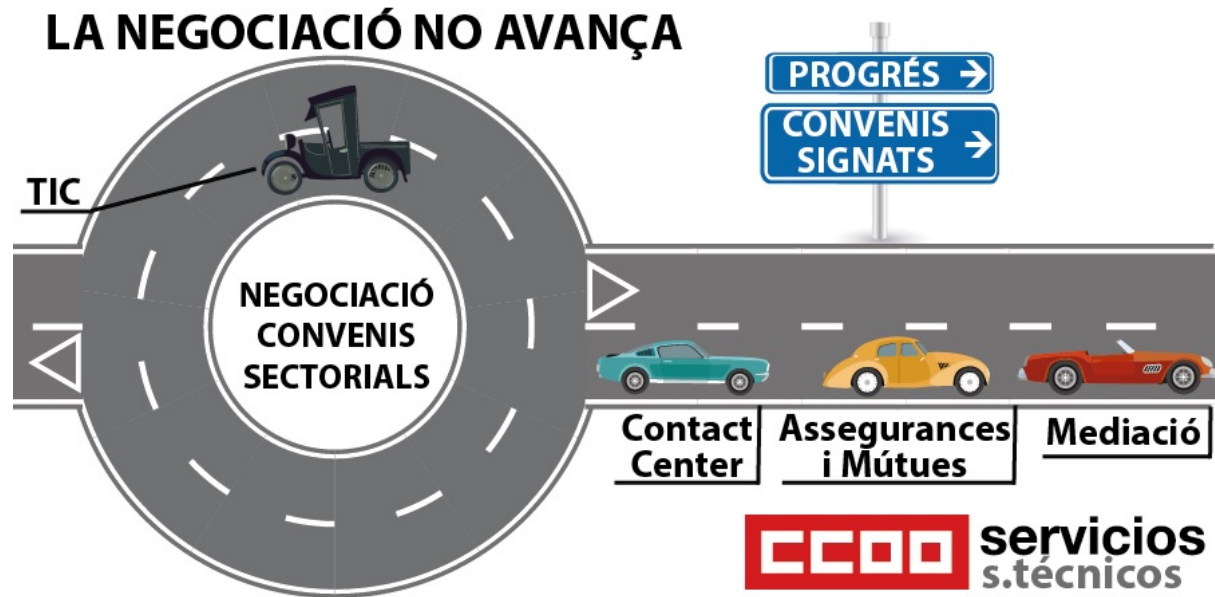 LA NEGOCIACIÓ NO AVANÇA
PROGRÉS →
CONVENIS
SIGNATS →
TIC
NEGOCIACIÓ
CONVENIS
SECTORIALS
Contact
Center
Assegurances
i Mútues
Mediació
CCOO servicios
s.técnicos